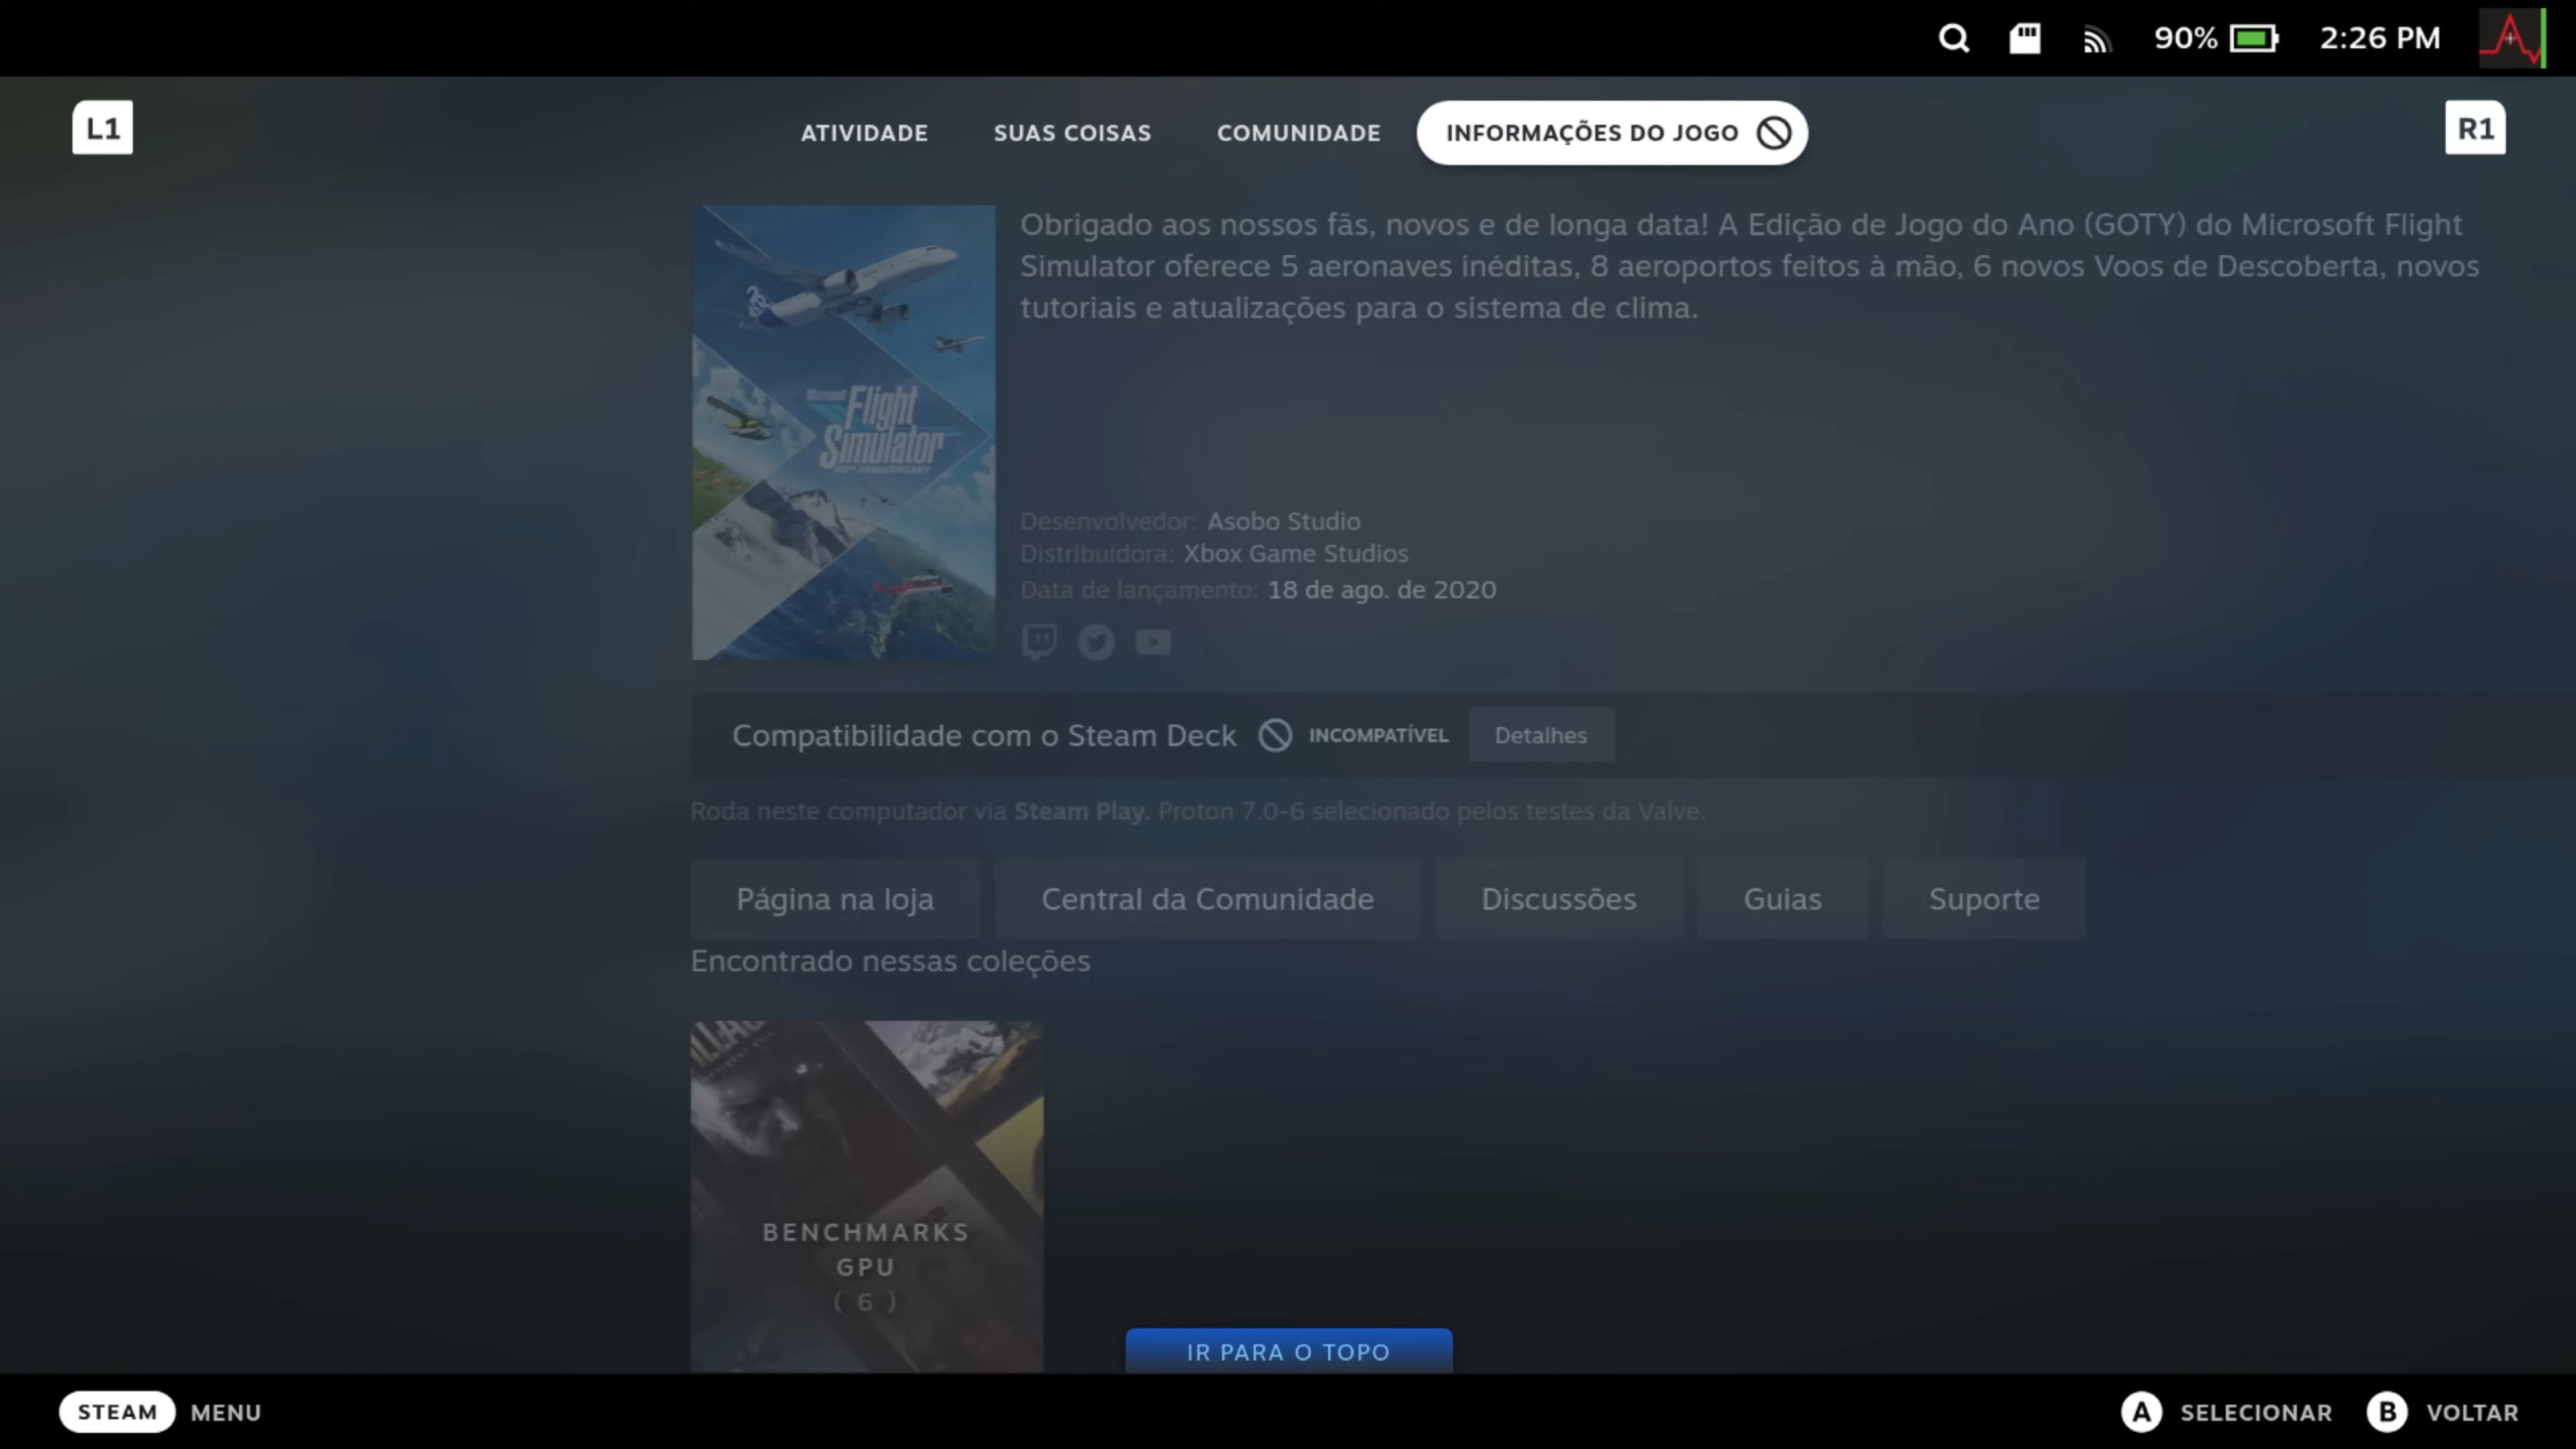 90%
2:26 PM
L1
ATIVIDADE
SUAS COISAS
COMUNIDADE
INFORMAÇÕES DO JOGO
R1
Obrigado aos nossos fãs, novos e de longa data! A Edição de Jogo do Ano (GOTY) do Microsoft Flight
Simulator oferece 5 aeronaves inéditas, 8 aeroportos feitos à mão, 6 novos Voos de Descoberta, novos
tutoriais e atualizações para o sistema de clima.
Microsoft
Flight
Simulator
40TH ANNIVERSARY
Desenvolvedor: Asobo Studio
Distribuidora: Xbox Game Studios
Data de lançamento: 18 de ago. de 2020
Compatibilidade com o Steam Deck INCOMPATÍVEL Detalhes
Roda neste computador via Steam Play. Proton 7.0-6 selecionado pelos testes da Valve.
Página na loja
Central da Comunidade
Discussões
Guias
Suporte
Encontrado nessas coleções
BENCHMARKS
GPU
( 6 )
IR PARA O TOPO
STEAM MENU
A SELECIONAR
B VOLTAR